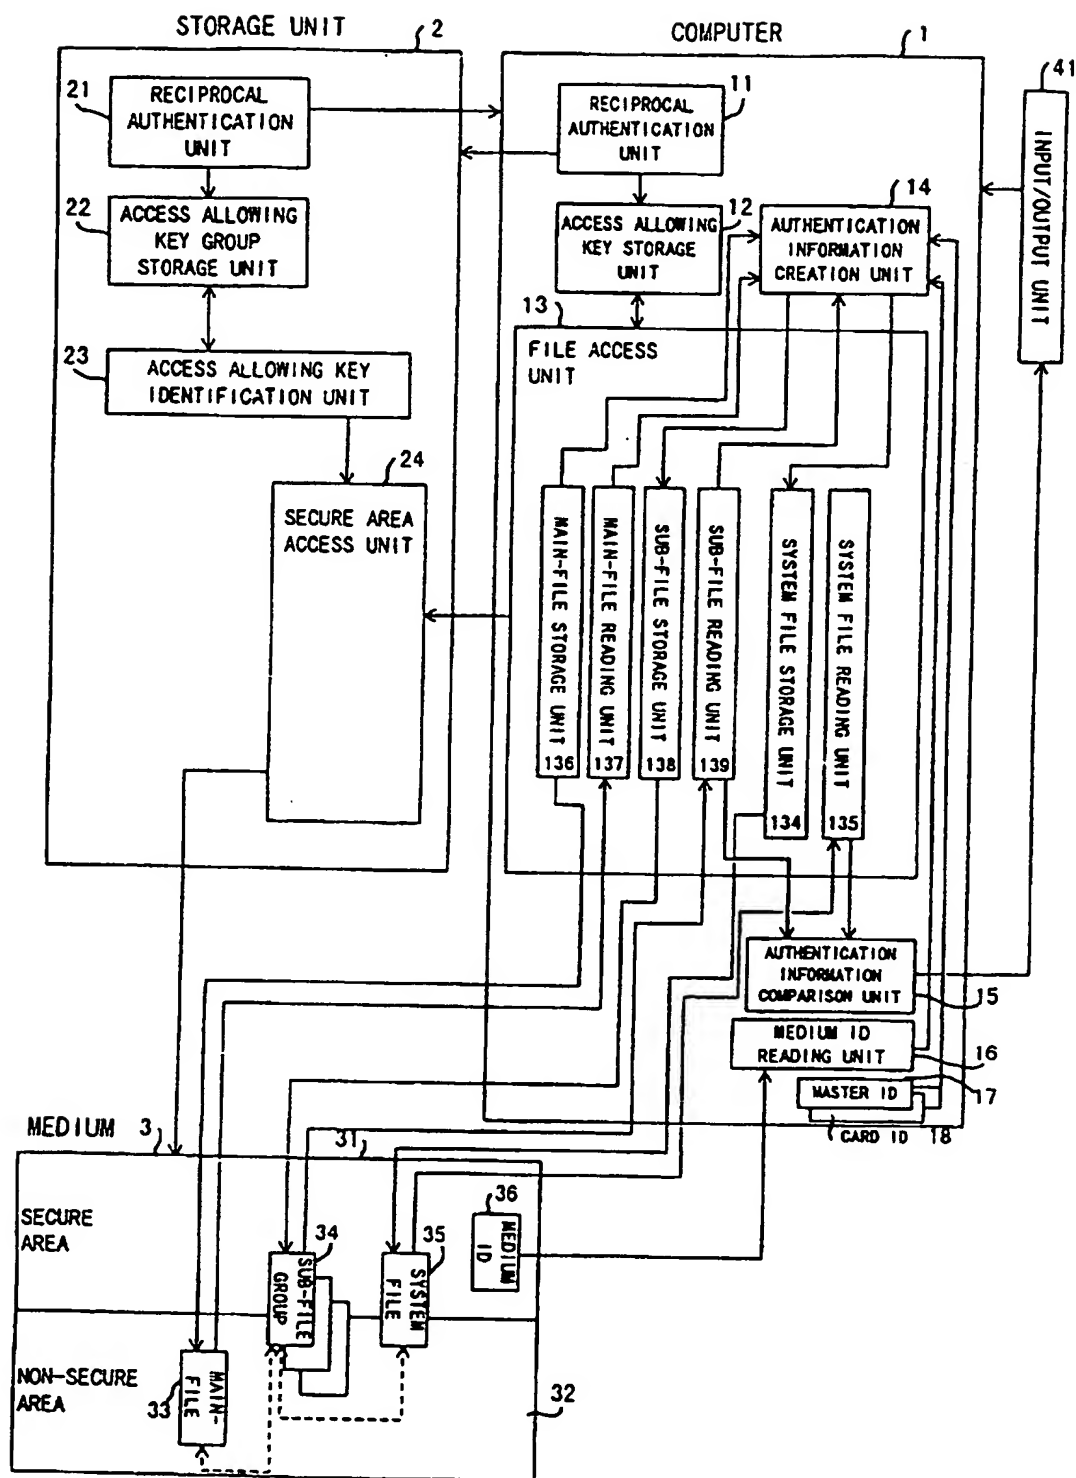 STORAGE UNIT
2
21
RECIPROCAL
AUTHENTICATION
UNIT
22
ACCESS ALLOWING
KEY GROUP
STORAGE UNIT
23
ACCESS ALLOWING KEY
IDENTIFICATION UNIT
24
SECURE AREA
ACCESS UNIT
COMPUTER
1
11
RECIPROCAL
AUTHENTICATION
UNIT
12
ACCESS ALLOWING
KEY STORAGE
UNIT
14
AUTHENTICATION
INFORMATION
CREATION UNIT
13
FILE ACCESS
UNIT
MAIN-FILE STORAGE UNIT
136
MAIN-FILE READING UNIT
137
SUB-FILE STORAGE UNIT
138
SUB-FILE READING UNIT
139
SYSTEM FILE STORAGE UNIT
134
SYSTEM FILE READING UNIT
135
AUTHENTICATION
INFORMATION
COMPARISON UNIT
15
MEDIUM ID
READING UNIT
16
17
MASTER ID
CARD ID
18
41
INPUT/OUTPUT UNIT
MEDIUM
3
31
SECURE
AREA
34
SUB-FILE
GROUP
35
SYSTEM
FILE
36
MEDIUM
ID
NON-SECURE
AREA
33
MAIN-
FILE
32